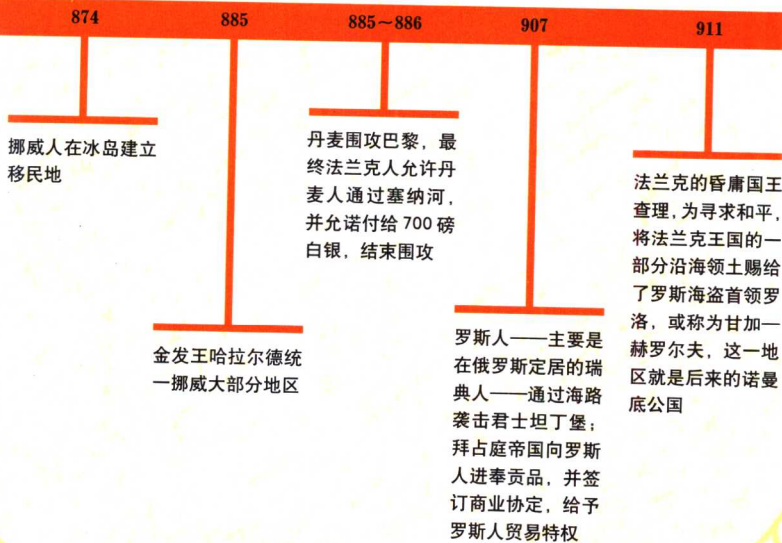 874
885
885～886
907
911
挪威人在冰岛建立
移民地
金发王哈拉尔德统
一挪威大部分地区
丹麦围攻巴黎，最
终法兰克人允许丹
麦人通过塞纳河，
并允诺付给 700 磅
白银，结束围攻
罗斯人——主要是
在俄罗斯定居的瑞
典人——通过海路
袭击君士坦丁堡；
拜占庭帝国向罗斯
人进奉贡品，并签
订商业协定，给予
罗斯人贸易特权
法兰克的昏庸国王
查理，为寻求和平，
将法兰克王国的一
部分沿海领土赐给
了罗斯海盗首领罗
洛，或称为甘加—
赫罗尔夫，这一地
区就是后来的诺曼
底公国